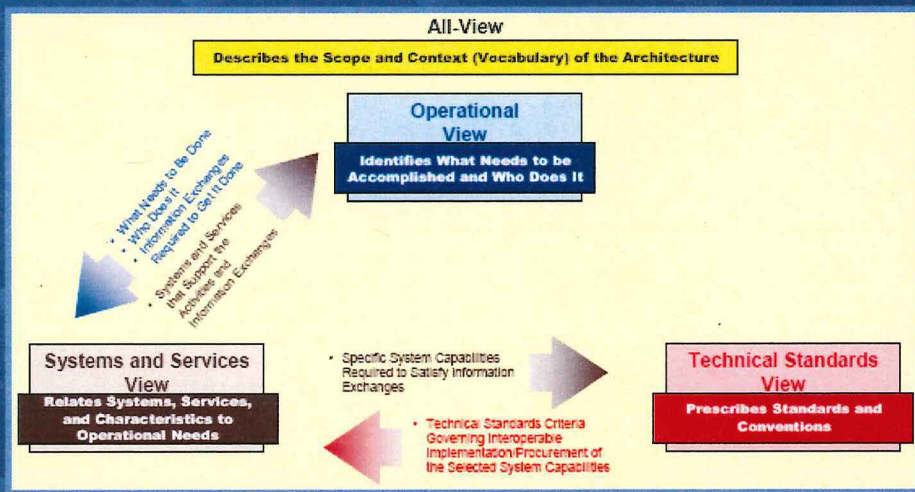 All-View
Describes the Scope and Context (Vocabulary) of the Architecture
Operational
View
Identifies What Needs to be
Accomplished and Who Does It
• What Needs to Be Done
• Who Does It
• Information Exchanges
Required to Get It Done
• Systems and Services
that Support the
Activities and
Information Exchanges
Systems and Services
View
Relates Systems, Services,
and Characteristics to
Operational Needs
• Specific System Capabilities
Required to Satisfy Information
Exchanges
• Technical Standards Criteria
Governing Interoperable
Implementation/Procurement of
the Selected System Capabilities
Technical Standards
View
Prescribes Standards and
Conventions